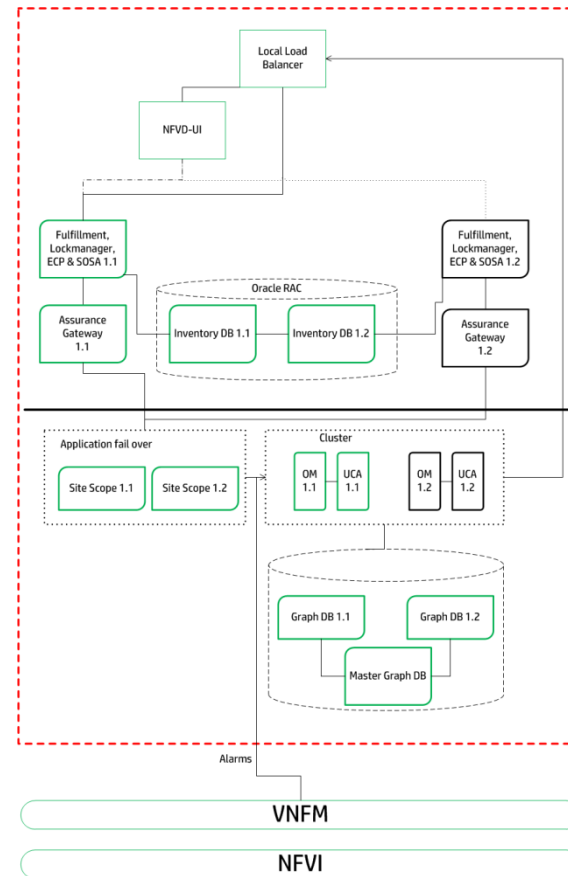 Local Load
Balancer
NFVD-UI
Fulfillment,
Lockmanager,
ECP & SOSA 1.1
Fulfillment,
Lockmanager,
ECP & SOSA 1.2
Oracle RAC
Assurance
Gateway
1.1
Inventory DB 1.1
Inventory DB 1.2
Assurance
Gateway
1.2
Application fail over
Cluster
Site Scope 1.1
Site Scope 1.2
OM
1.1
UCA
1.1
OM
1.2
UCA
1.2
Graph DB 1.1
Graph DB 1.2
Master Graph DB
Alarms
VNFM
NFVI